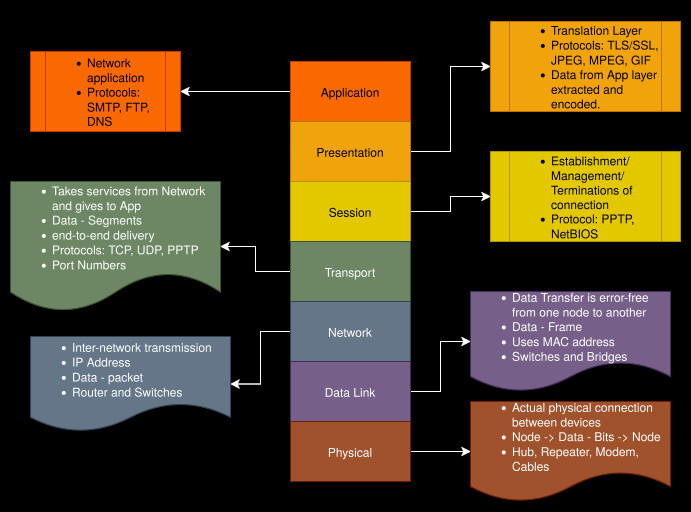 Application
Presentation
Session
Transport
Network
Data Link
Physical
• Network
application
• Protocols:
SMTP, FTP,
DNS
• Translation Layer
• Protocols: TLS/SSL,
JPEG, MPEG, GIF
• Data from App layer
extracted and
encoded.
• Establishment/
Management/
Terminations of
connection
• Protocol: PPTP,
NetBIOS
• Takes services from Network
and gives to App
• Data - Segments
• end-to-end delivery
• Protocols: TCP, UDP, PPTP
• Port Numbers
• Inter-network transmission
• IP Address
• Data - packet
• Router and Switches
• Data Transfer is error-free
from one node to another
• Data - Frame
• Uses MAC address
• Switches and Bridges
• Actual physical connection
between devices
• Node -> Data - Bits -> Node
• Hub, Repeater, Modem,
Cables